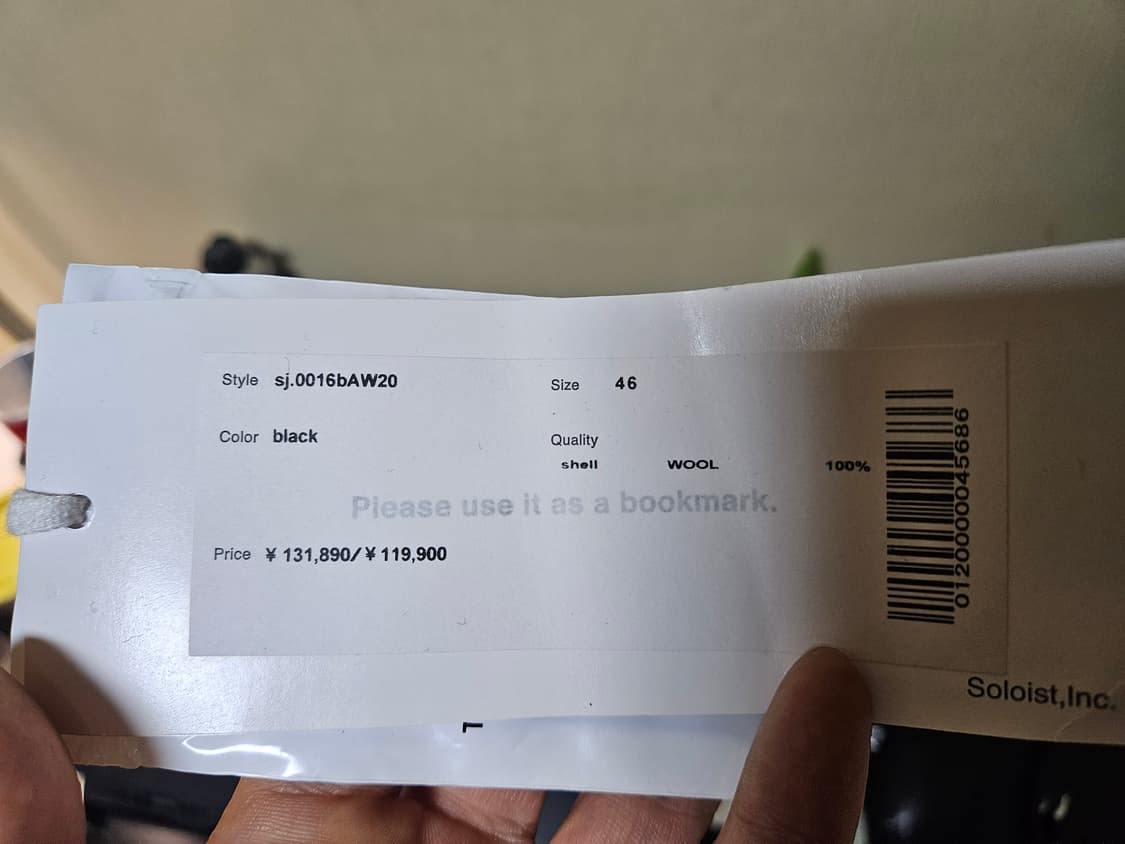 Style sj.0016bAW20
Size 46
Color black
Quality
shell WOOL 100%
Please use it as a bookmark.
Price ¥ 131,890/¥ 119,900
0120000045686
Soloist,Inc.
L